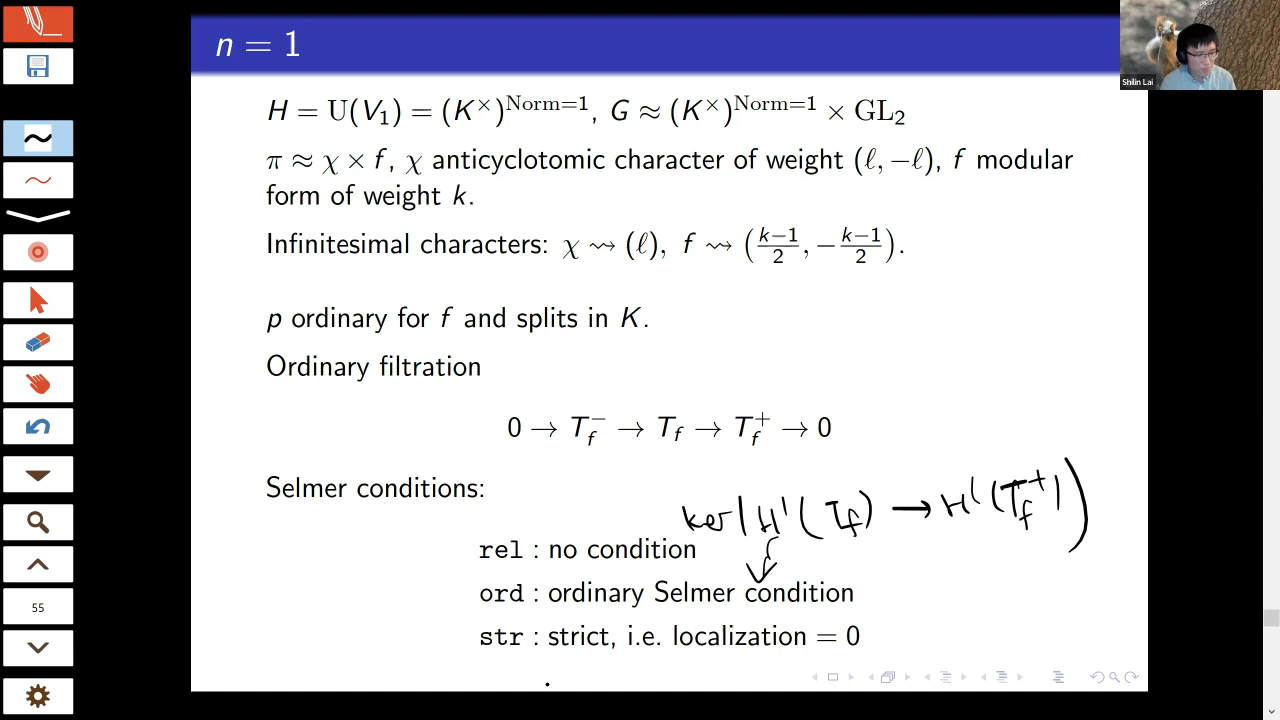 n = 1
Shilin Lai
H = U(V₁) = (K^×)^{Norm=1}, G ≈ (K^×)^{Norm=1} × GL₂
π ≈ χ × f, χ anticyclotomic character of weight (ℓ, −ℓ), f modular
form of weight k.
Infinitesimal characters: χ ⇝ (ℓ), f ⇝ (\frac{k−1}{2}, −\frac{k−1}{2}).
p ordinary for f and splits in K.
Ordinary filtration
0 → T_f^− → T_f → T_f^+ → 0
Selmer conditions:
ker(H¹(T_f) → H¹(T_f^+))
rel : no condition
ord : ordinary Selmer condition
str : strict, i.e. localization = 0
55